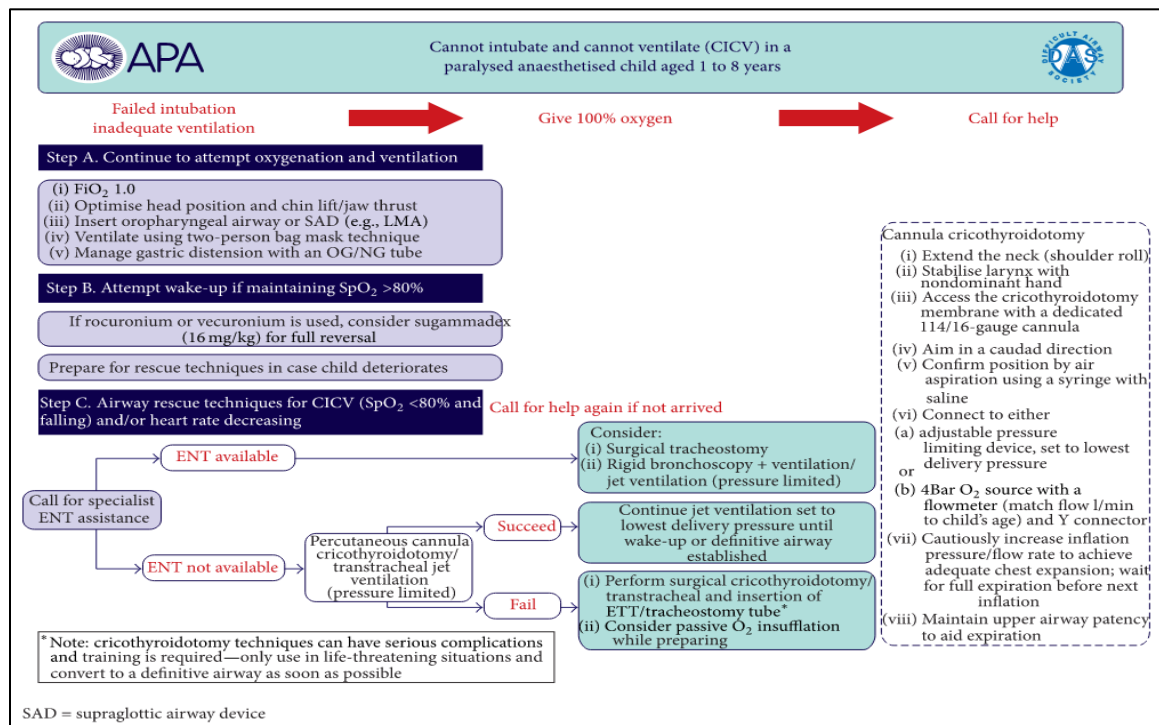 APA
Cannot intubate and cannot ventilate (CICV) in a
paralysed anaesthetised child aged 1 to 8 years
DIFFICULT AIRWAY
DAS
SOCIETY
Failed intubation
inadequate ventilation
Give 100% oxygen
Call for help
Step A. Continue to attempt oxygenation and ventilation
(i) FiO₂ 1.0
(ii) Optimise head position and chin lift/jaw thrust
(iii) Insert oropharyngeal airway or SAD (e.g., LMA)
(iv) Ventilate using two-person bag mask technique
(v) Manage gastric distension with an OG/NG tube
Step B. Attempt wake-up if maintaining SpO₂ >80%
If rocuronium or vecuronium is used, consider sugammadex
(16 mg/kg) for full reversal
Prepare for rescue techniques in case child deteriorates
Step C. Airway rescue techniques for CICV (SpO₂ <80% and
falling) and/or heart rate decreasing
Call for help again if not arrived
Call for specialist
ENT assistance
ENT available
Consider:
(i) Surgical tracheostomy
(ii) Rigid bronchoscopy + ventilation/
jet ventilation (pressure limited)
ENT not available
Percutaneous cannula
cricothyroidotomy/
transtracheal jet
ventilation
(pressure limited)
Succeed
Continue jet ventilation set to
lowest delivery pressure until
wake-up or definitive airway
established
Fail
(i) Perform surgical cricothyroidotomy/
transtracheal and insertion of
ETT/tracheostomy tube*
(ii) Consider passive O₂ insufflation
while preparing
Cannula cricothyroidotomy
(i) Extend the neck (shoulder roll)
(ii) Stabilise larynx with
nondominant hand
(iii) Access the cricothyroidotomy
membrane with a dedicated
114/16-gauge cannula
(iv) Aim in a caudad direction
(v) Confirm position by air
aspiration using a syringe with
saline
(vi) Connect to either
(a) adjustable pressure
limiting device, set to lowest
delivery pressure
or
(b) 4Bar O₂ source with a
flowmeter (match flow l/min
to child's age) and Y connector
(vii) Cautiously increase inflation
pressure/flow rate to achieve
adequate chest expansion; wait
for full expiration before next
inflation
(viii) Maintain upper airway patency
to aid expiration
*Note: cricothyroidotomy techniques can have serious complications
and training is required—only use in life-threatening situations and
convert to a definitive airway as soon as possible
SAD = supraglottic airway device